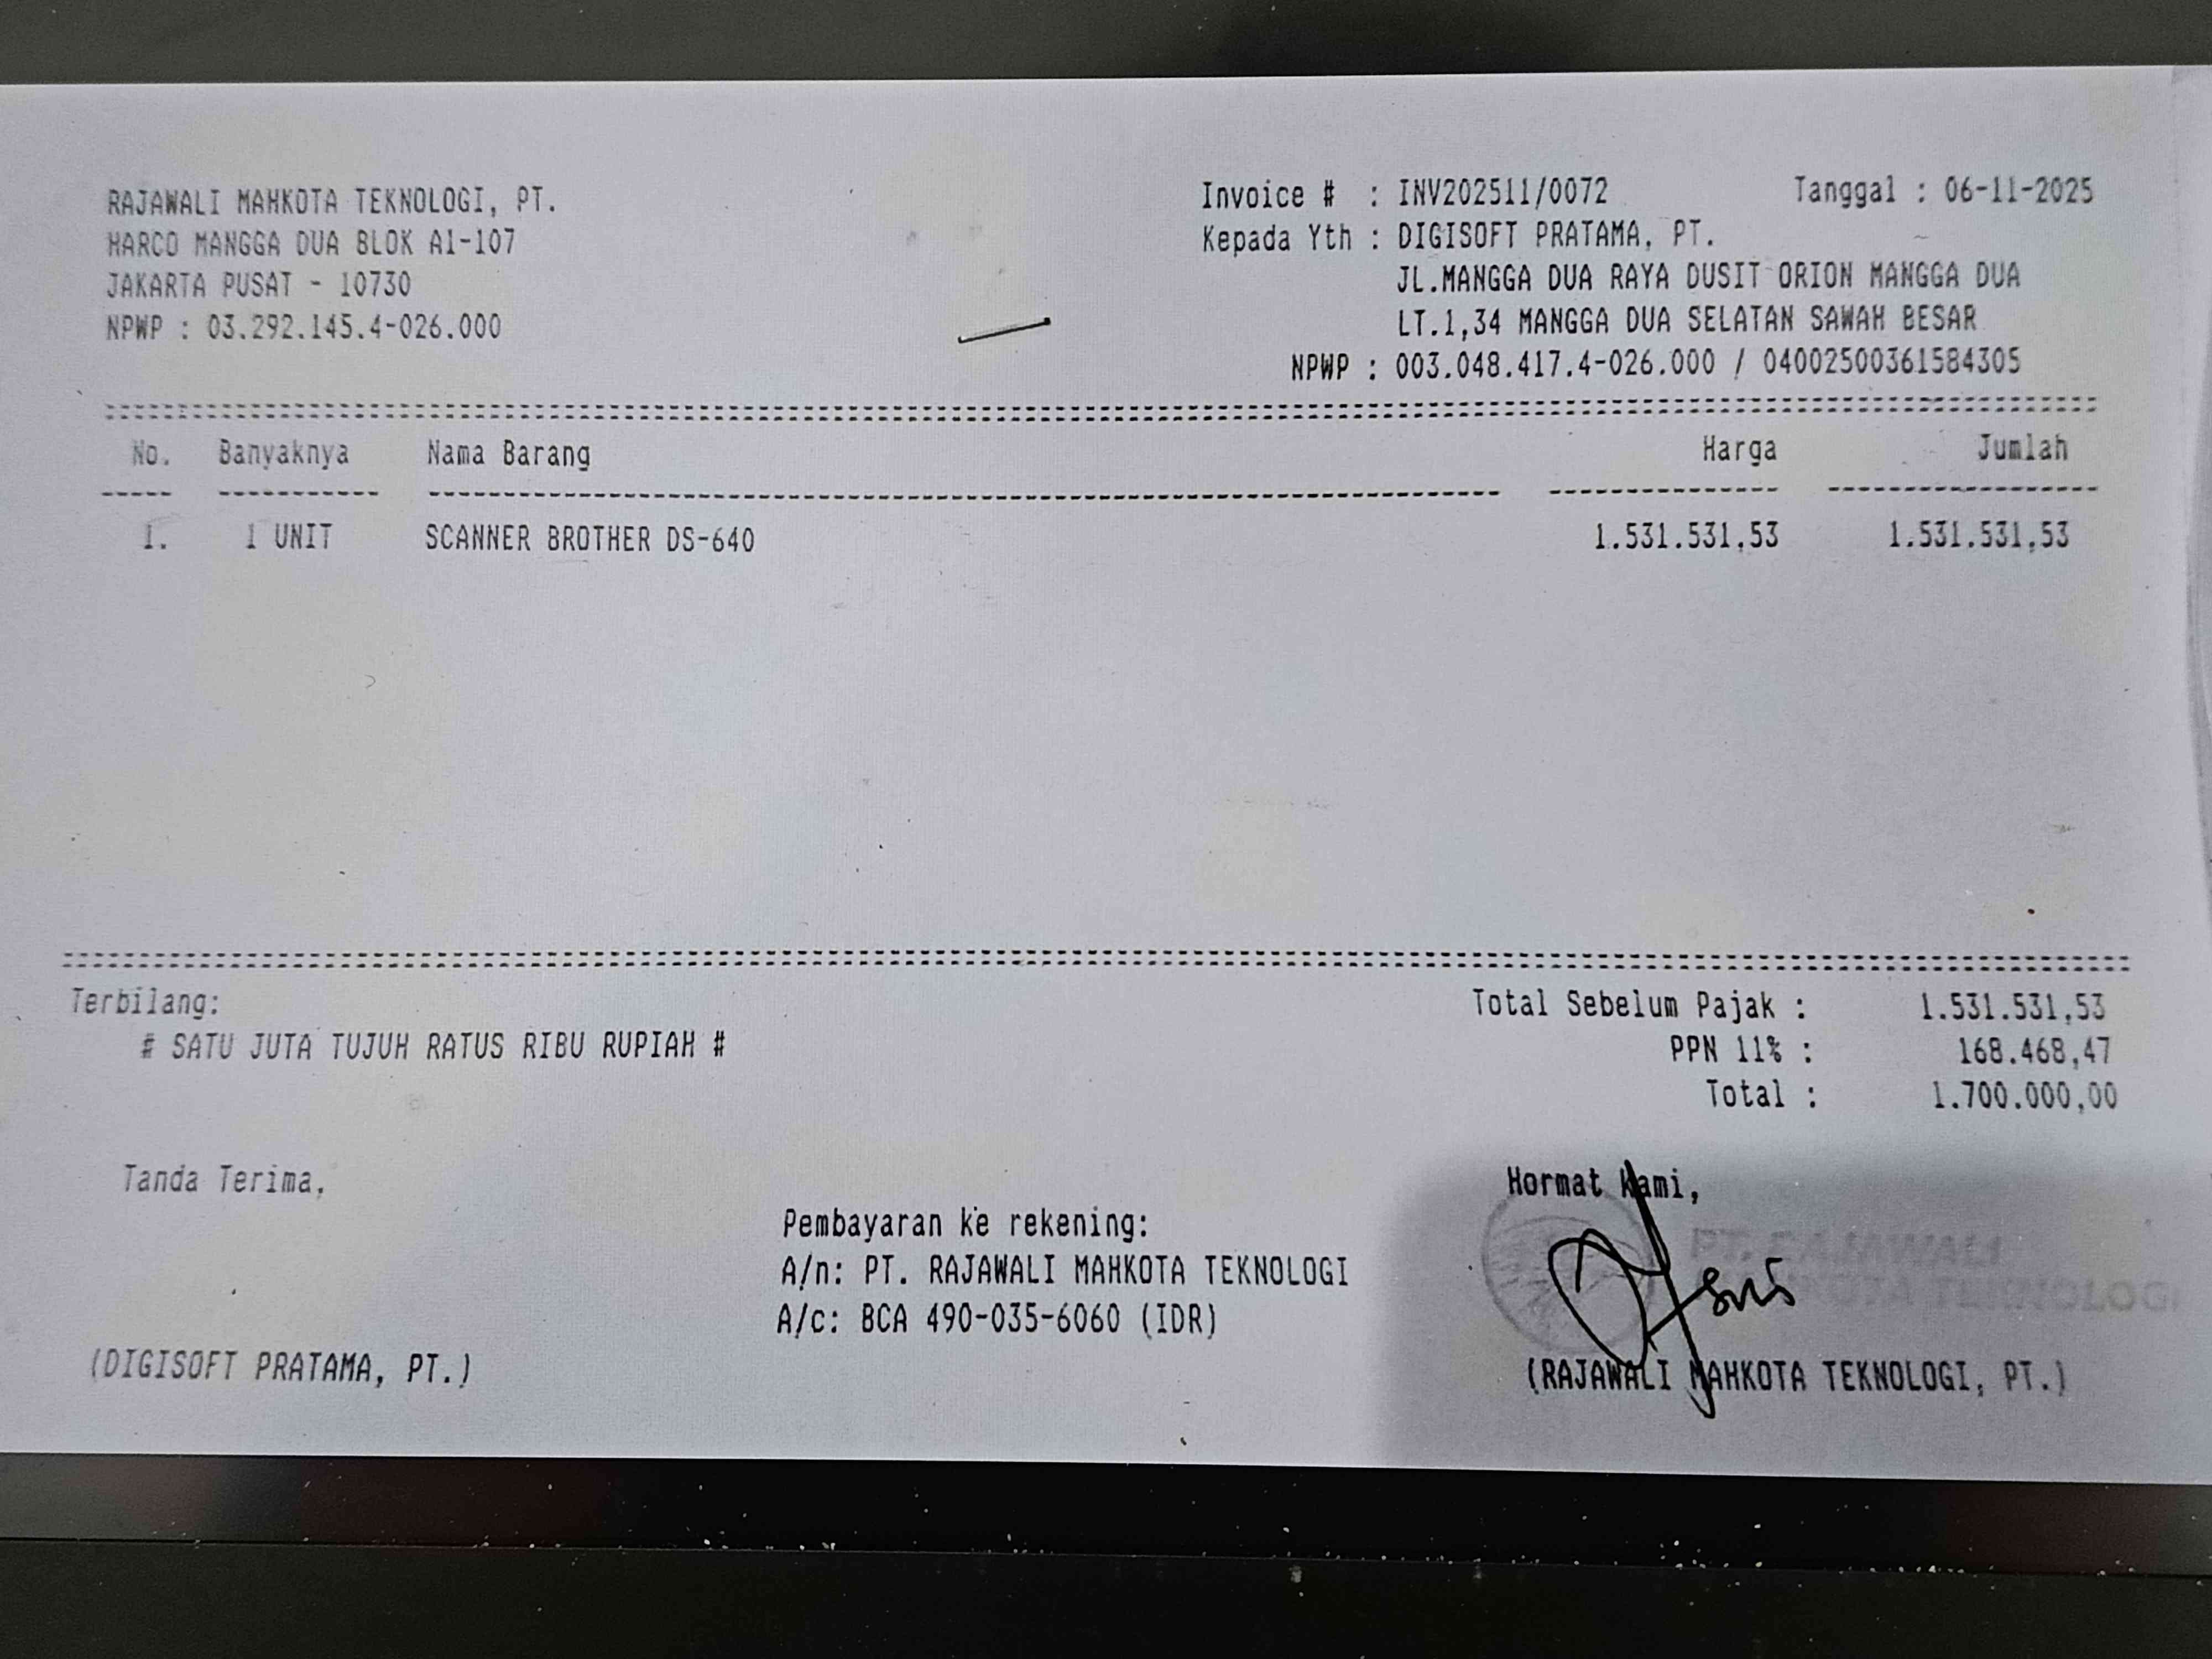 RAJAWALI MAHKOTA TEKNOLOGI, PT.
HARCO MANGGA DUA BLOK A1-107
JAKARTA PUSAT - 10730
NPWP : 03.292.145.4-026.000
Invoice # : INV202511/0072 Tanggal : 06-11-2025
Kepada Yth : DIGISOFT PRATAMA, PT.
JL.MANGGA DUA RAYA DUSIT ORION MANGGA DUA
LT.1,34 MANGGA DUA SELATAN SAWAH BESAR
NPWP : 003.048.417.4-026.000 / 04002500361584305
No. Banyaknya Nama Barang Harga Jumlah
1. 1 UNIT SCANNER BROTHER DS-640 1.531.531,53 1.531.531,53
Terbilang:
# SATU JUTA TUJUH RATUS RIBU RUPIAH #
Total Sebelum Pajak : 1.531.531,53
PPN 11% : 168.468,47
Total : 1.700.000,00
Tanda Terima,
(DIGISOFT PRATAMA, PT.)
Pembayaran ke rekening:
A/n: PT. RAJAWALI MAHKOTA TEKNOLOGI
A/c: BCA 490-035-6060 (IDR)
Hormat kami,
PT. RAJAWALI
MAHKOTA TEKNOLOGI
(RAJAWALI MAHKOTA TEKNOLOGI, PT.)